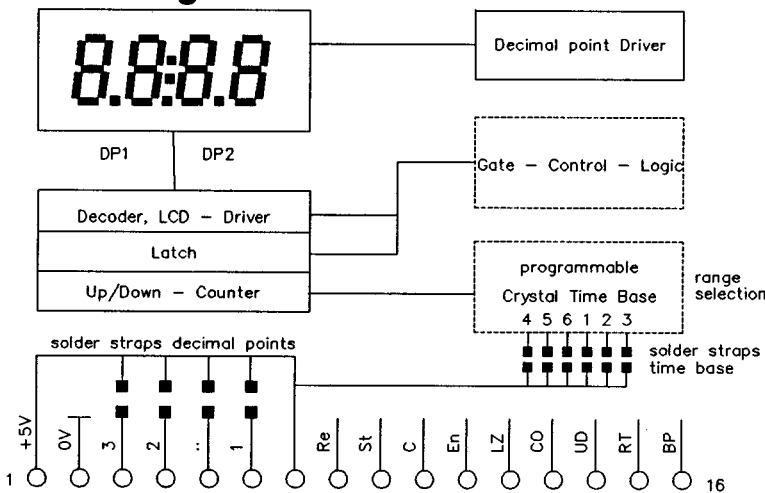 8.8:8.8
Decimal point Driver
DP1 DP2
Gate - Control - Logic
Decoder, LCD - Driver
Latch
Up/Down - Counter
programmable
Crystal Time Base
4 5 6 1 2 3
range
selection
solder straps decimal points
solder straps
time base
+5V 0V 3 2 .. 1 Re St C En LZ CO UD RT BP
1 16